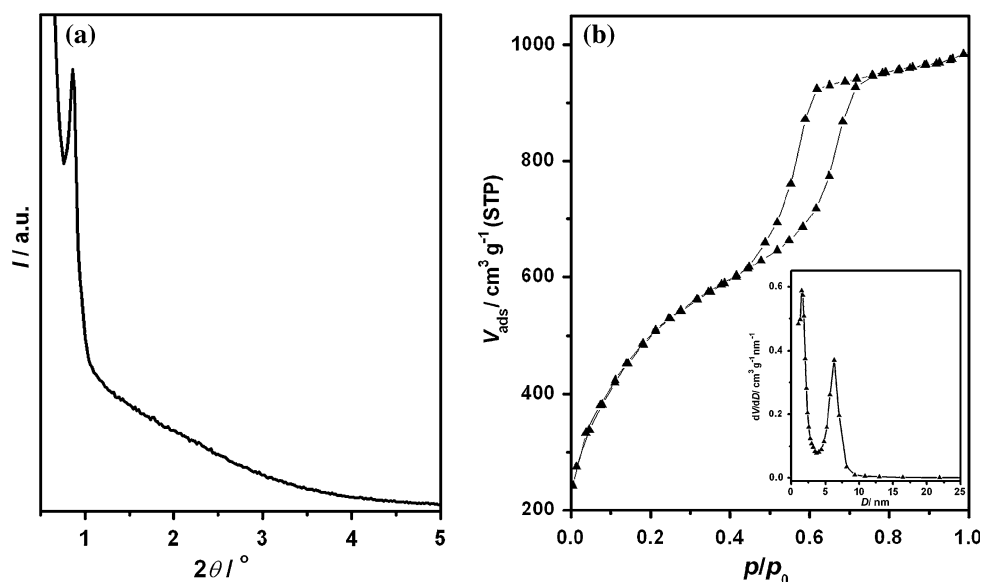 (a)
I / a.u.
1 2 3 4 5
2θ / °
(b)
1000
800
600
400
200
V_ads / cm³ g⁻¹ (STP)
0.0 0.2 0.4 0.6 0.8 1.0
p/p₀
0.6
0.4
0.2
0.0
dV/dD / cm³ g⁻¹ nm⁻¹
0 5 10 15 20 25
D / nm